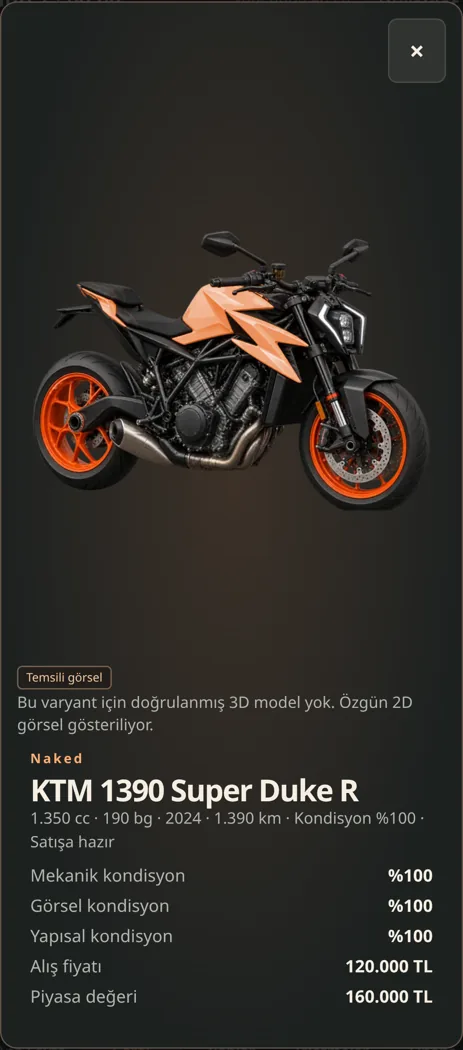 ×
Temsili görsel
Bu varyant için doğrulanmış 3D model yok. Özgün 2D
görsel gösteriliyor.
Naked
KTM 1390 Super Duke R
1.350 cc · 190 bg · 2024 · 1.390 km · Kondisyon %100 ·
Satışa hazır
Mekanik kondisyon %100
Görsel kondisyon %100
Yapısal kondisyon %100
Alış fiyatı 120.000 TL
Piyasa değeri 160.000 TL